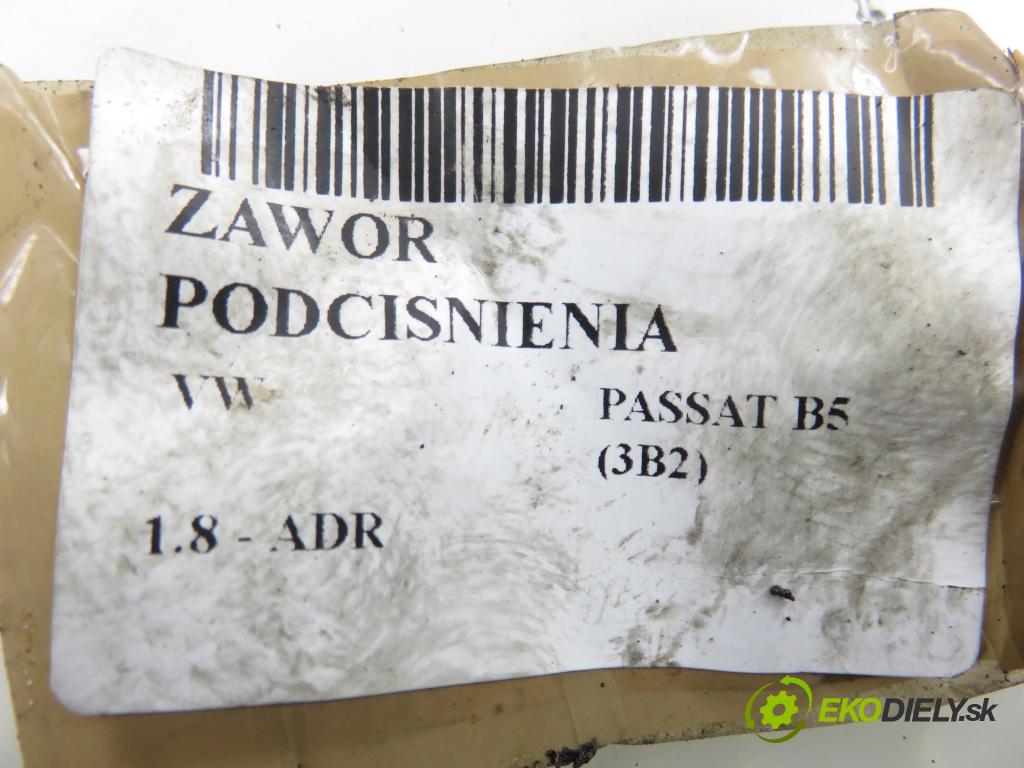 ZAWOR
PODCISNIENIA
VW PASSAT B5
(3B2)
1.8 - ADR
EKODIELY.sk